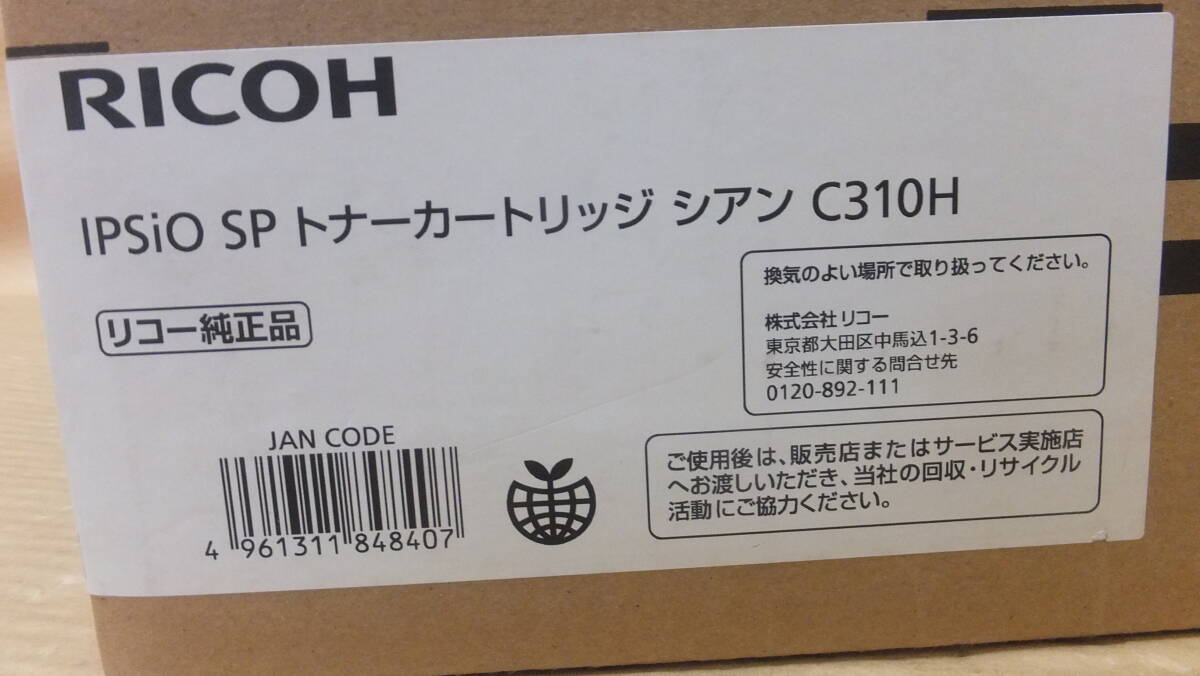 RICOH
IPSiO SP トナーカートリッジ シアン C310H
リコー純正品
換気のよい場所で取り扱ってください。
株式会社リコー
東京都大田区中馬込1-3-6
安全性に関する問合せ先
0120-892-111
ご使用後は、販売店またはサービス実施店
へお渡しいただき、当社の回収・リサイクル
活動にご協力ください。
JAN CODE
4 961311 848407